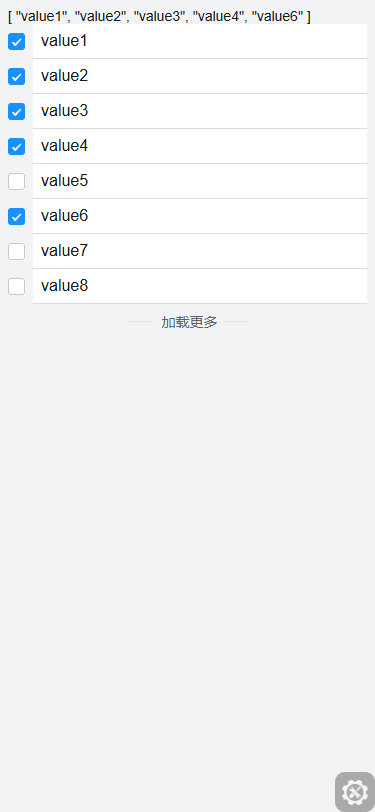 [ "value1", "value2", "value3", "value4", "value6" ]
value1
value2
value3
value4
value5
value6
value7
value8
加载更多